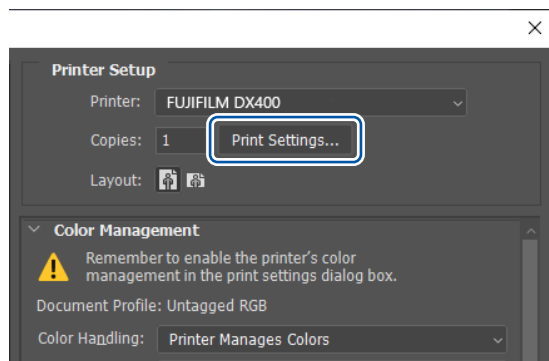 Printer Setup
Printer: FUJIFILM DX400
Copies: 1 Print Settings...
Layout:
Color Management
Remember to enable the printer's color
management in the print settings dialog box.
Document Profile: Untagged RGB
Color Handling: Printer Manages Colors